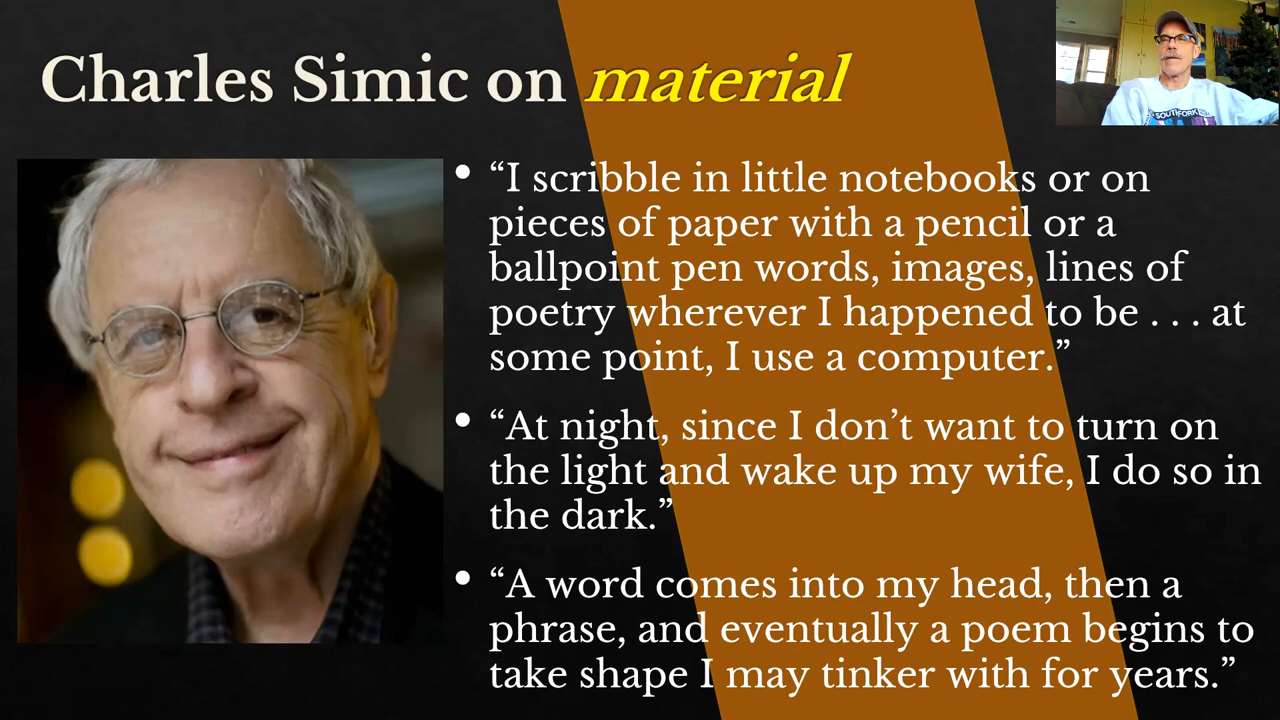 Charles Simic on material
SOUTH FORK
• “I scribble in little notebooks or on
pieces of paper with a pencil or a
ballpoint pen words, images, lines of
poetry wherever I happened to be . . . at
some point, I use a computer.”
• “At night, since I don’t want to turn on
the light and wake up my wife, I do so in
the dark.”
• “A word comes into my head, then a
phrase, and eventually a poem begins to
take shape I may tinker with for years.”